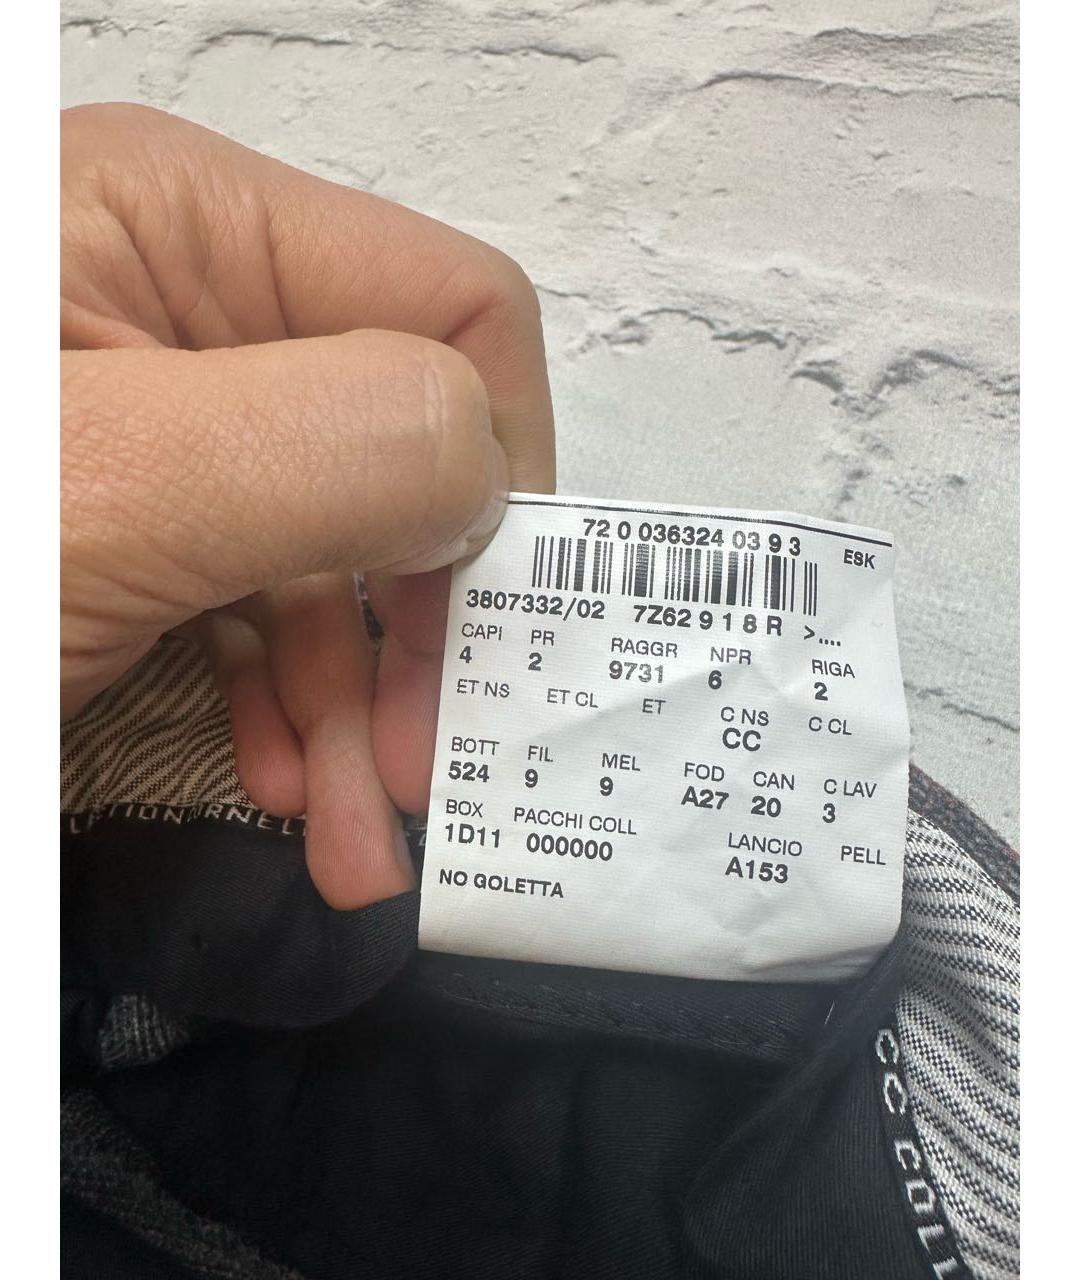 72 0 036324 03 9 3 ESK
3807332/02 7Z62 9 1 8 R >....
CAPI PR RAGGR NPR RIGA
4 2 9731 6 2
ET NS ET CL ET C NS C CL
CC
BOTT FIL MEL FOD CAN C LAV
524 9 9 A27 20 3
BOX PACCHI COLL LANCIO PELL
1D11 000000 A153
NO GOLETTA
CC COLL